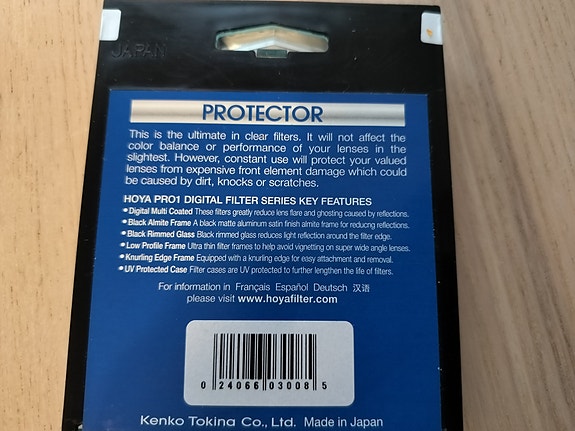 JAPAN
PROTECTOR
This is the ultimate in clear filters. It will not affect the
color balance or performance of your lenses in the
slightest. However, constant use will protect your valued
lenses from expensive front element damage which could
be caused by dirt, knocks or scratches.
HOYA PRO1 DIGITAL FILTER SERIES KEY FEATURES
• Digital Multi Coated These filters greatly reduce lens flare and ghosting caused by reflections.
• Black Almite Frame A black matte aluminum satin finish almite frame for reducing reflections.
• Black Rimmed Glass Black rimmed glass reduces light reflection around the filter edge.
• Low Profile Frame Ultra thin filter frames to help avoid vignetting on super wide angle lenses.
• Knurling Edge Frame Equipped with a knurling edge for easy attachment and removal.
• UV Protected Case Filter cases are UV protected to further lengthen the life of filters.
For information in Français Español Deutsch 汉语
please visit www.hoyafilter.com
0 24066 03008 5
Kenko Tokina Co., Ltd. Made in Japan